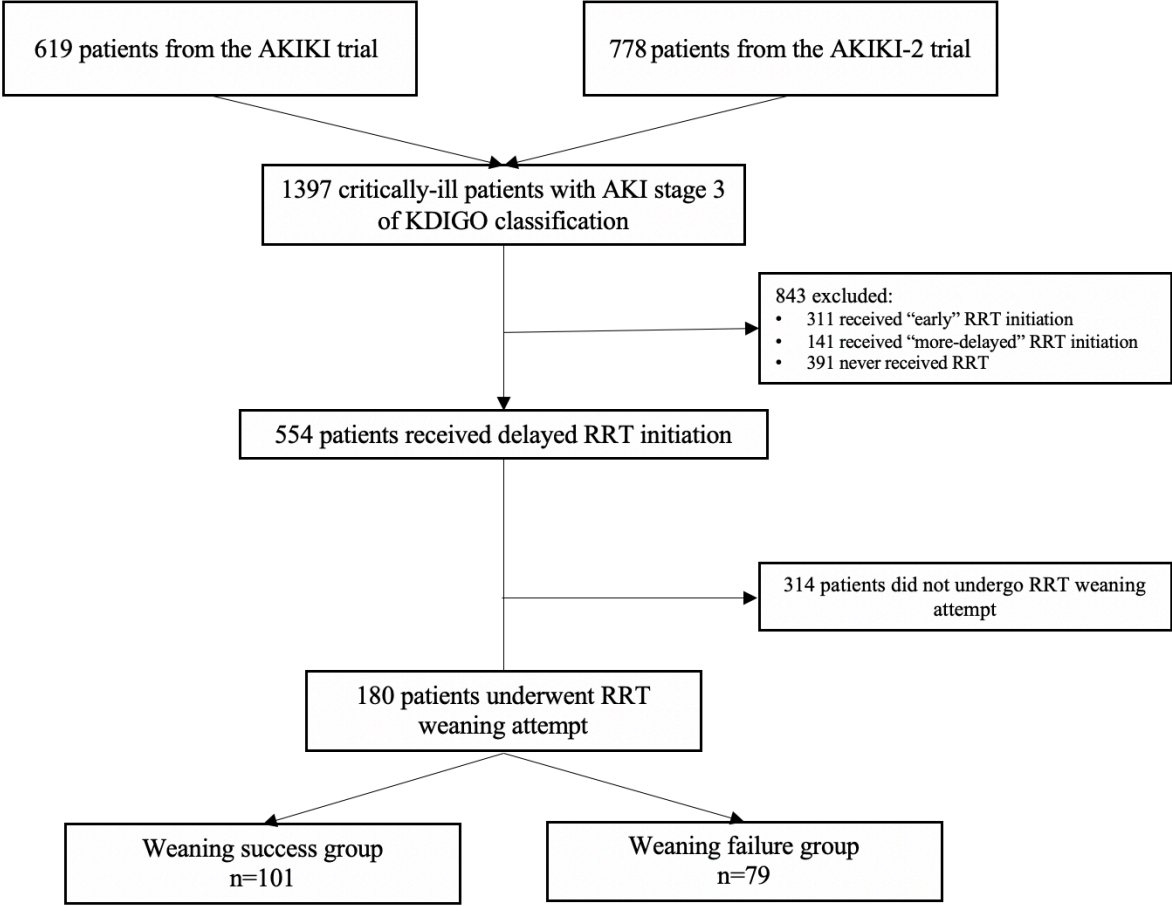 619 patients from the AKIKI trial
778 patients from the AKIKI-2 trial
1397 critically-ill patients with AKI stage 3
of KDIGO classification
843 excluded:
• 311 received “early” RRT initiation
• 141 received “more-delayed” RRT initiation
• 391 never received RRT
554 patients received delayed RRT initiation
314 patients did not undergo RRT weaning
attempt
180 patients underwent RRT
weaning attempt
Weaning success group
n=101
Weaning failure group
n=79